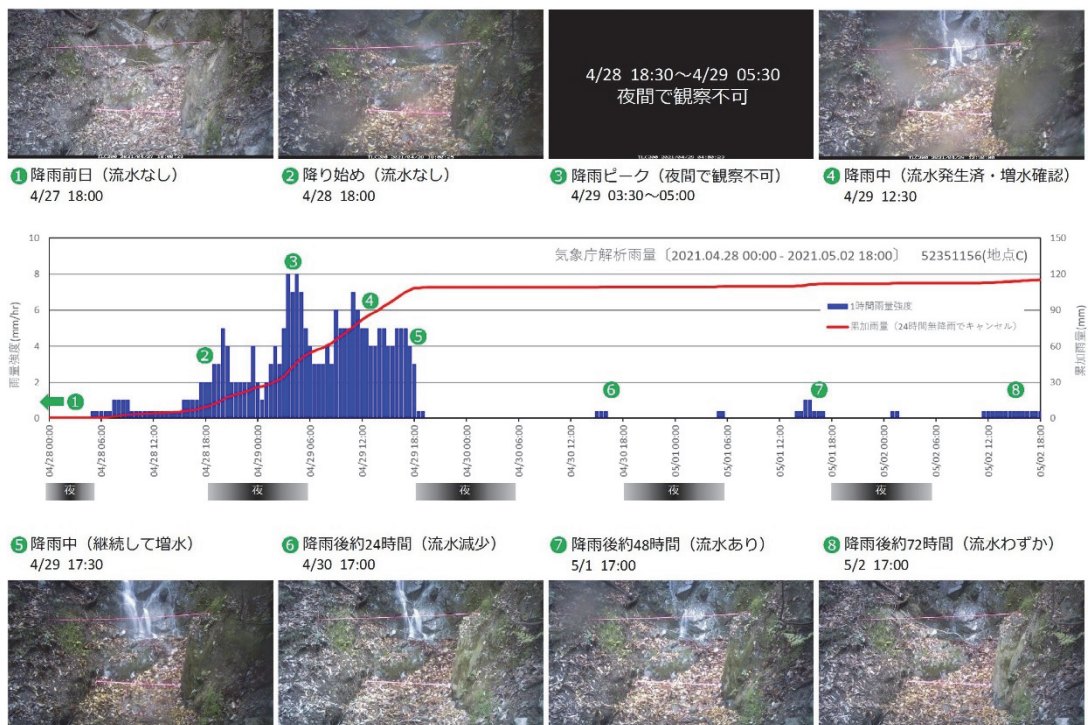 4/28 18:30～4/29 05:30
夜間で観察不可
1 降雨前日（流水なし）
4/27 18:00
2 降り始め（流水なし）
4/28 18:00
3 降雨ピーク（夜間で観察不可）
4/29 03:30～05:00
4 降雨中（流水発生済・増水確認）
4/29 12:30
気象庁解析雨量〔2021.04.28 00:00 - 2021.05.02 18:00〕 52351156(地点C)
10
8
6
4
2
0
雨量強度(mm/hr)
150
120
90
60
30
0
累加雨量(mm)
1時間雨量強度
累加雨量（24時間無降雨でキャンセル）
1
2
3
4
5
6
7
8
04/28 00:00
04/28 06:00
04/28 12:00
04/28 18:00
04/29 00:00
04/29 06:00
04/29 12:00
04/29 18:00
04/30 00:00
04/30 06:00
04/30 12:00
04/30 18:00
05/01 00:00
05/01 06:00
05/01 12:00
05/01 18:00
05/02 00:00
05/02 06:00
05/02 12:00
05/02 18:00
夜
夜
夜
夜
夜
5 降雨中（継続して増水）
4/29 17:30
6 降雨後約24時間（流水減少）
4/30 17:00
7 降雨後約48時間（流水あり）
5/1 17:00
8 降雨後約72時間（流水わずか）
5/2 17:00